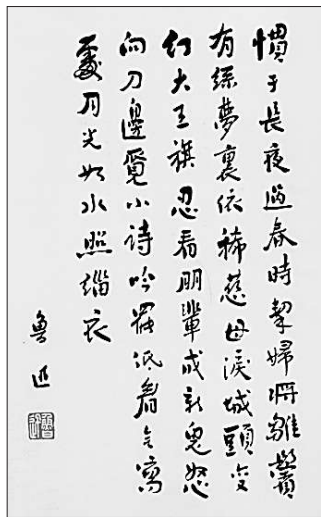 慣于長夜過春時挈婦將雛鬢
有絲夢裏依稀慈母淚城頭變
幻大王旗忍看朋輩成新鬼怒
向刀邊覓小詩吟罷低眉无寫
處月光如水照緇衣
魯迅